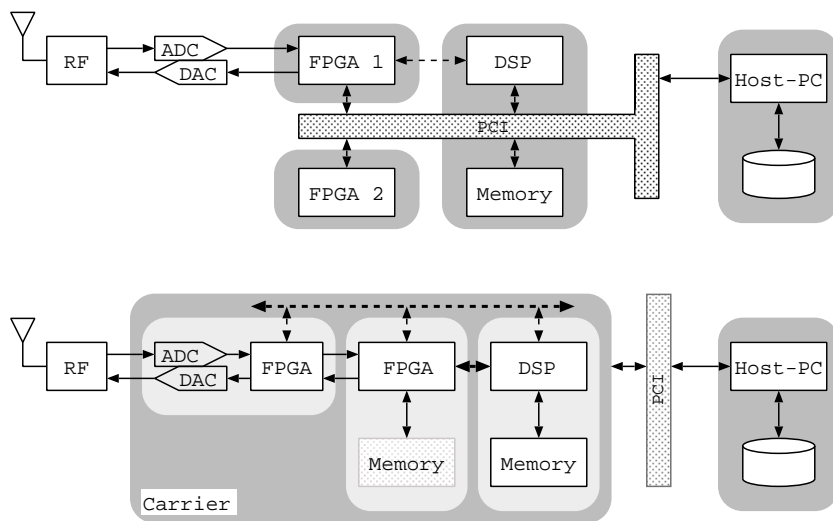 RF
ADC
DAC
FPGA 1
DSP
Host-PC
PCI
FPGA 2
Memory
RF
ADC
DAC
FPGA
FPGA
DSP
PCI
Host-PC
Memory
Memory
Carrier